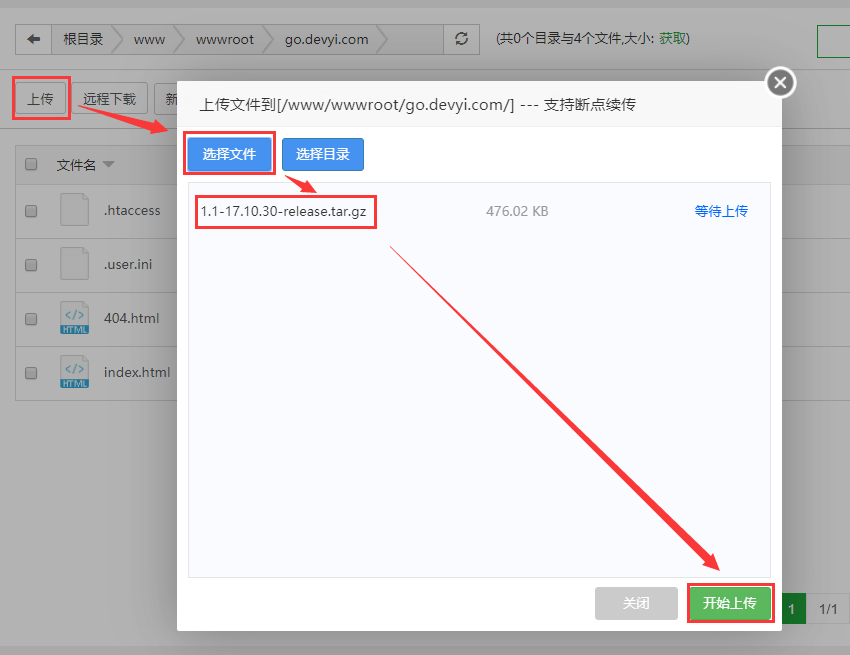 根目录 www wwwroot go.devyi.com (共0个目录与4个文件,大小: 获取)
上传 远程下载 新
上传文件到[/www/wwwroot/go.devyi.com/] --- 支持断点续传
选择文件 选择目录
文件名
1.1-17.10.30-release.tar.gz 476.02 KB 等待上传
.htaccess
.user.ini
</> HTML 404.html
</> HTML index.html
关闭 开始上传
1 1/1